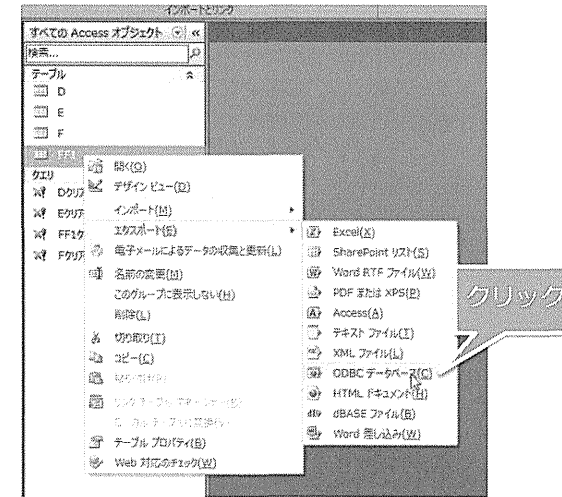 インポートとリンク
すべての Access オブジェクト
検索...
テーブル
D
E
F
FF1
クエリ
Dクエリ
Eクエリ
FF1ク
Fクエリ
開く(O)
デザイン ビュー(D)
インポート(M)
エクスポート(E)
電子メールによるデータの収集と更新(L)
名前の変更(M)
このグループに表示しない(H)
削除(L)
切り取り(T)
コピー(C)
貼り付け(P)
テーブル プロパティ(B)
Web 対応のチェック(W)
Excel(X)
SharePoint リスト(S)
Word RTF ファイル(W)
PDF または XPS(P)
Access(A)
テキスト ファイル(T)
XML ファイル(L)
ODBC データベース(C)
HTML ドキュメント(H)
dBASE ファイル(B)
Word 差し込み(W)
クリック